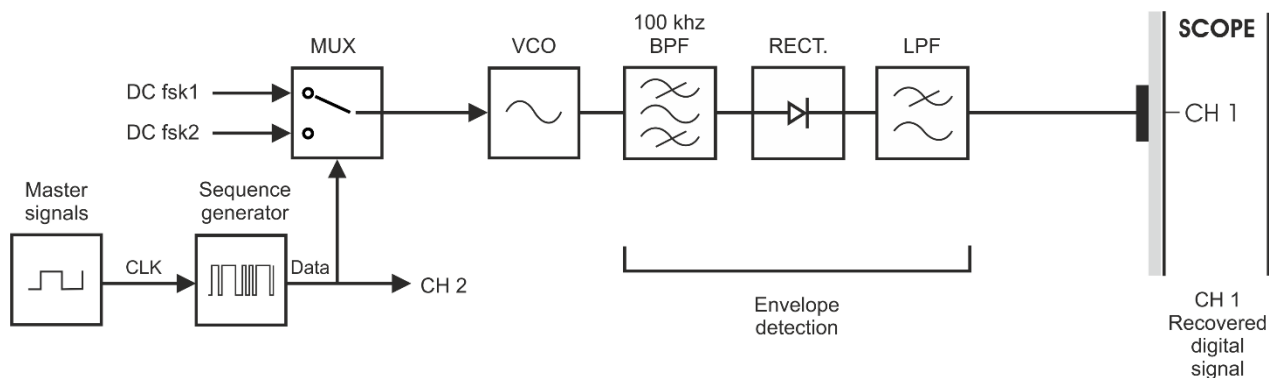 MUX
VCO
100 khz
BPF
RECT.
LPF
SCOPE
DC fsk1
DC fsk2
CH 1
Master
signals
Sequence
generator
CLK
Data
CH 2
Envelope
detection
CH 1
Recovered
digital
signal